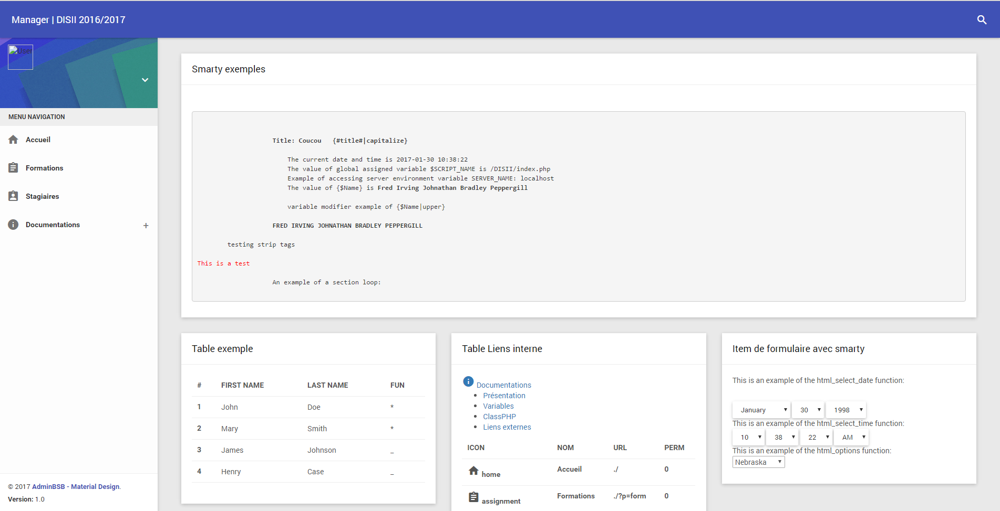 Manager | DISII 2016/2017
User
MENU NAVIGATION
Accueil
Formations
Stagiaires
Documentations +
© 2017 AdminBSB - Material Design.
Version: 1.0
Smarty exemples
Title: Coucou {#title#|capitalize}
The current date and time is 2017-01-30 10:38:22
The value of global assigned variable $SCRIPT_NAME is /DISII/index.php
Example of accessing server environment variable SERVER_NAME: localhost
The value of {$Name} is Fred Irving Johnathan Bradley Peppergill
variable modifier example of {$Name|upper}
FRED IRVING JOHNATHAN BRADLEY PEPPERGILL
testing strip tags
This is a test
An example of a section loop:
Table exemple
# FIRST NAME LAST NAME FUN
1 John Doe *
2 Mary Smith *
3 James Johnson _
4 Henry Case _
Table Liens interne
Documentations
Présentation
Variables
ClassPHP
Liens externes
ICON NOM URL PERM
home Accueil ./ 0
assignment Formations ./?p=form 0
Item de formulaire avec smarty
This is an example of the html_select_date function:
January 30 1998
This is an example of the html_select_time function:
10 38 22 AM
This is an example of the html_options function:
Nebraska